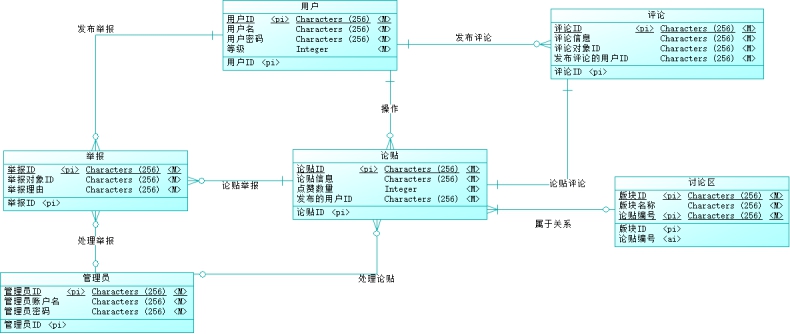 用户
用户ID <pi> Characters (256) <M>
用户名 Characters (256) <M>
用户密码 Characters (256) <M>
等级 Integer <M>
用户ID <pi>
评论
评论ID <pi> Characters (256) <M>
评论信息 Characters (256) <M>
评论对象ID Characters (256) <M>
发布评论的用户ID Characters (256) <M>
评论ID <pi>
发布举报
发布评论
操作
举报
举报ID <pi> Characters (256) <M>
举报对象ID Characters (256) <M>
举报理由 Characters (256) <M>
举报ID <pi>
论贴举报
论贴
论贴ID <pi> Characters (256) <M>
论贴信息 Characters (256) <M>
点赞数量 Integer <M>
发布的用户ID Characters (256) <M>
论贴ID <pi>
论贴评论
讨论区
版块ID <pi> Characters (256) <M>
版块名称 Characters (256) <M>
论贴编号 <pi> Characters (256) <M>
版块ID <pi>
论贴编号 <ai>
属于关系
处理举报
处理论贴
管理员
管理员ID <pi> Characters (256) <M>
管理员账户名 Characters (256) <M>
管理员密码 Characters (256) <M>
管理员ID <pi>